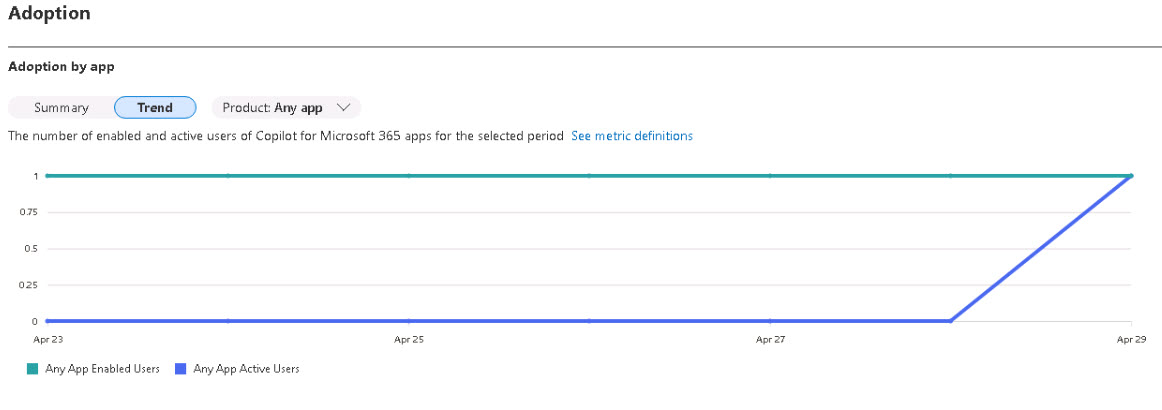 Adoption
Adoption by app
Summary Trend Product: Any app
The number of enabled and active users of Copilot for Microsoft 365 apps for the selected period See metric definitions
1
0.75
0.5
0.25
0
Apr 23 Apr 25 Apr 27 Apr 29
Any App Enabled Users Any App Active Users